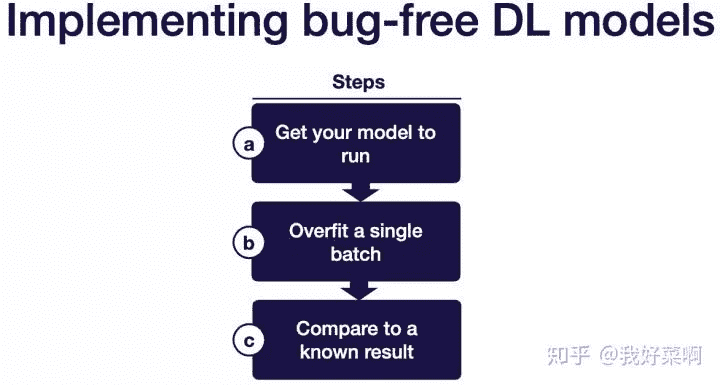 Implementing bug-free DL models
Steps
a
Get your model to
run
b
Overfit a single
batch
c
Compare to a
known result
知乎 @我好菜啊